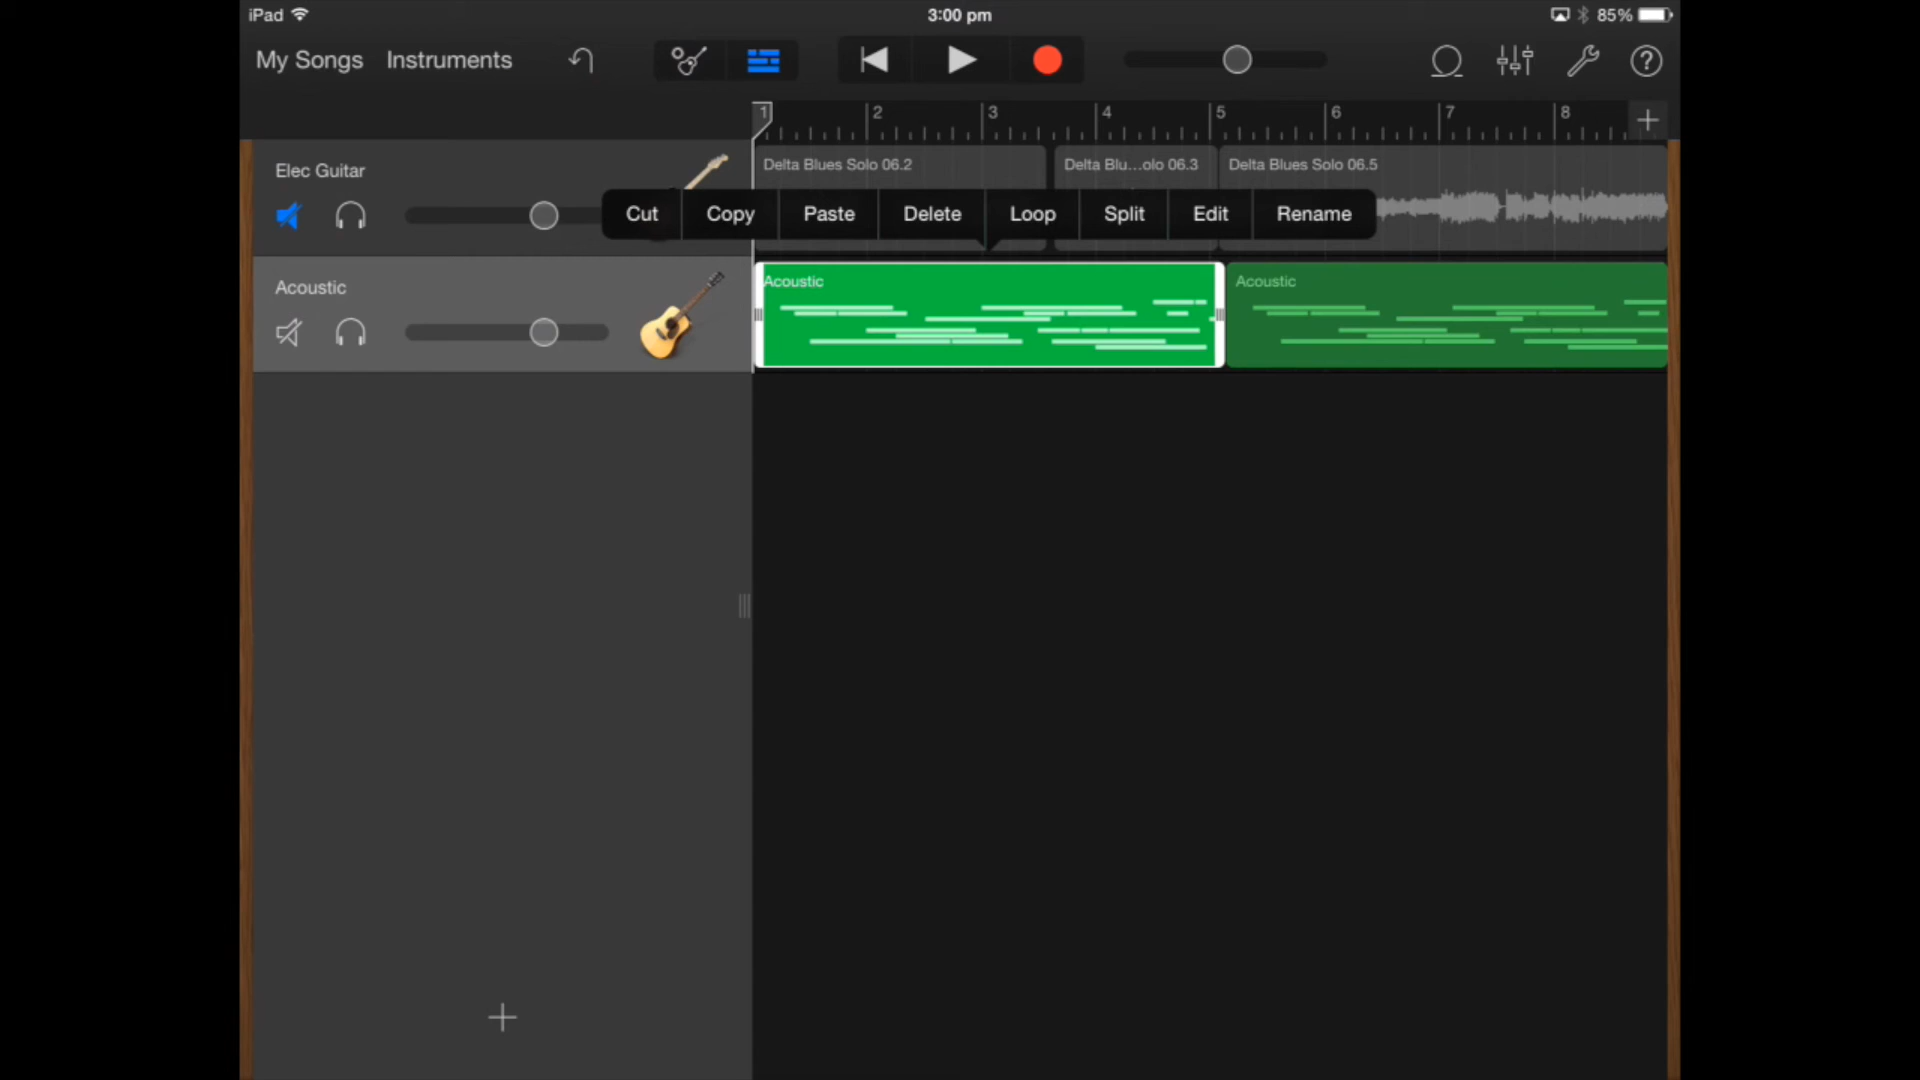 iPad 3:00 pm 85%
My Songs Instruments
1 2 3 4 5 6 7 8
Elec Guitar
Delta Blues Solo 06.2 Delta Blu...olo 06.3 Delta Blues Solo 06.5
Cut Copy Paste Delete Loop Split Edit Rename
Acoustic
Acoustic Acoustic